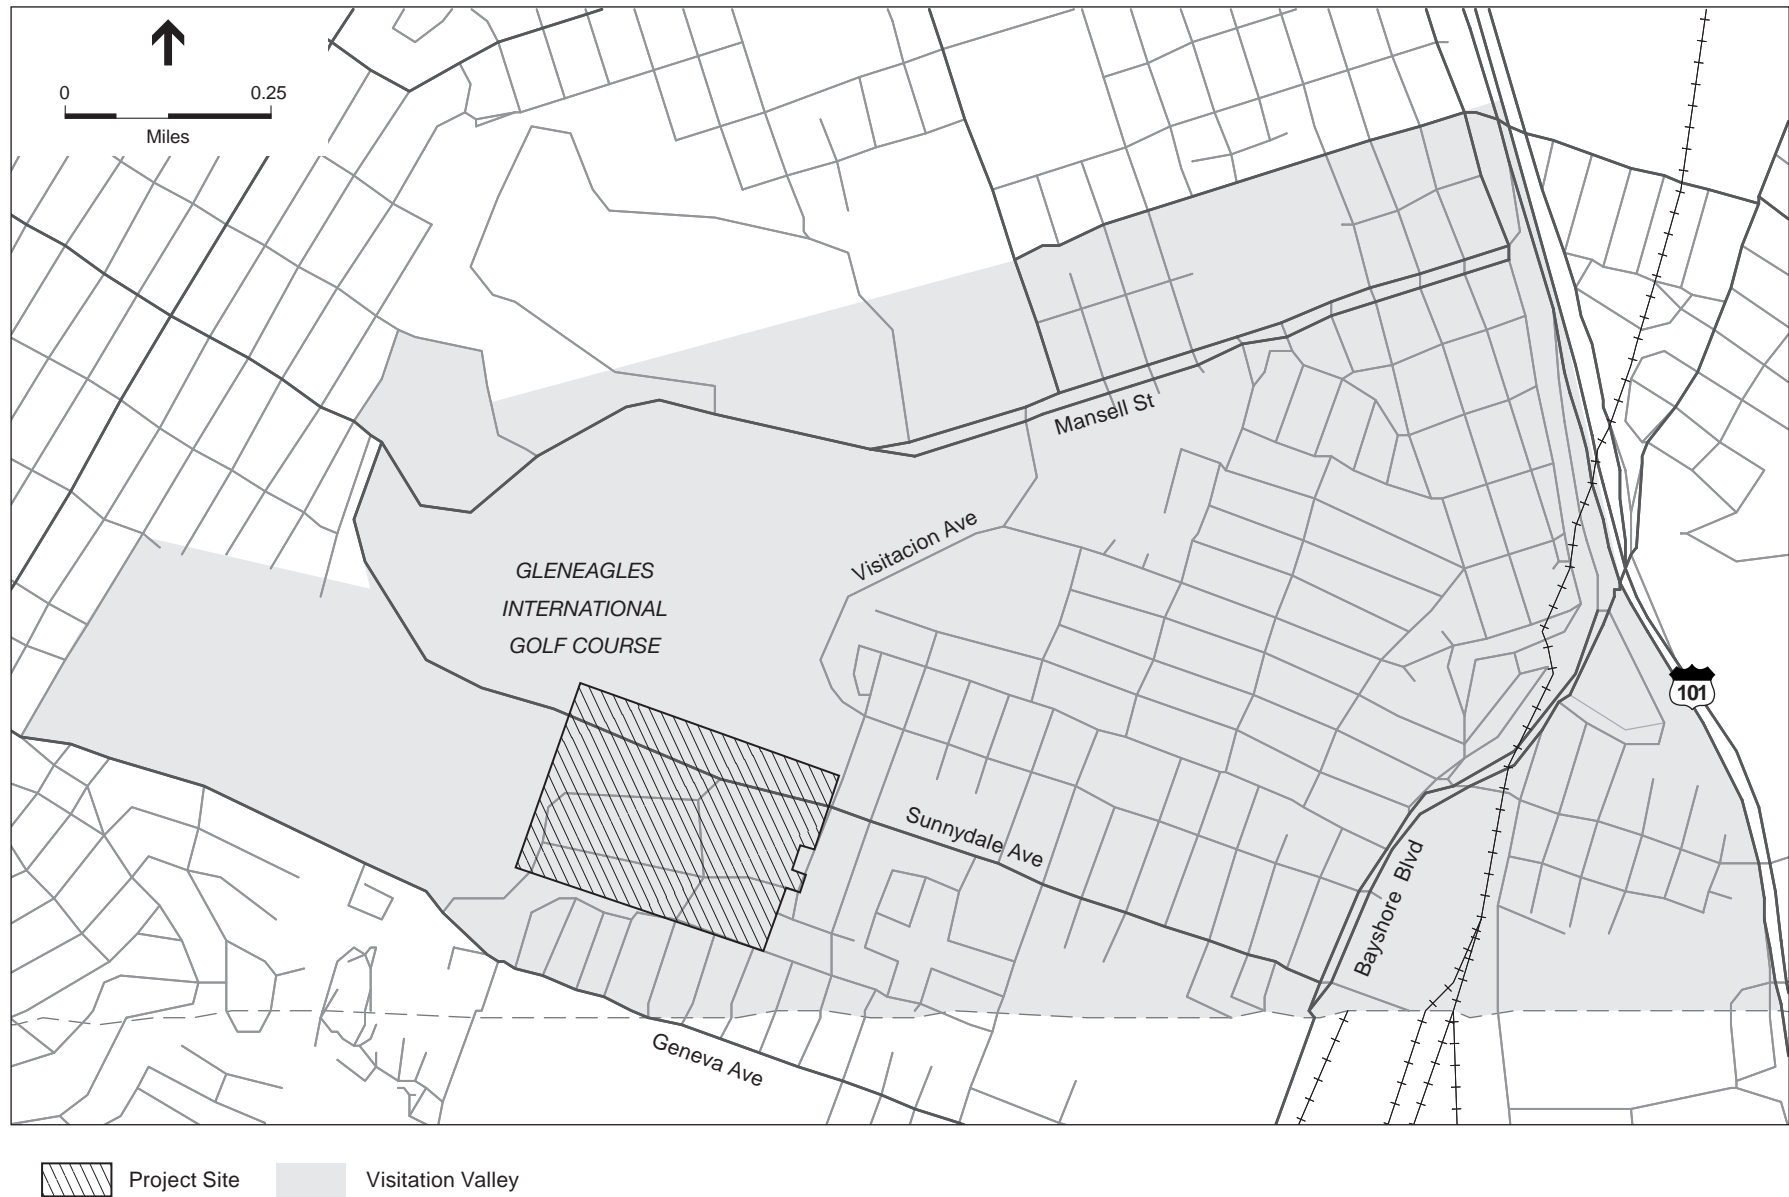 0 0.25
Miles
Mansell St
Visitacion Ave
GLENEAGLES
INTERNATIONAL
GOLF COURSE
101
Sunnydale Ave
Bayshore Blvd
Geneva Ave
Project Site
Visitation Valley